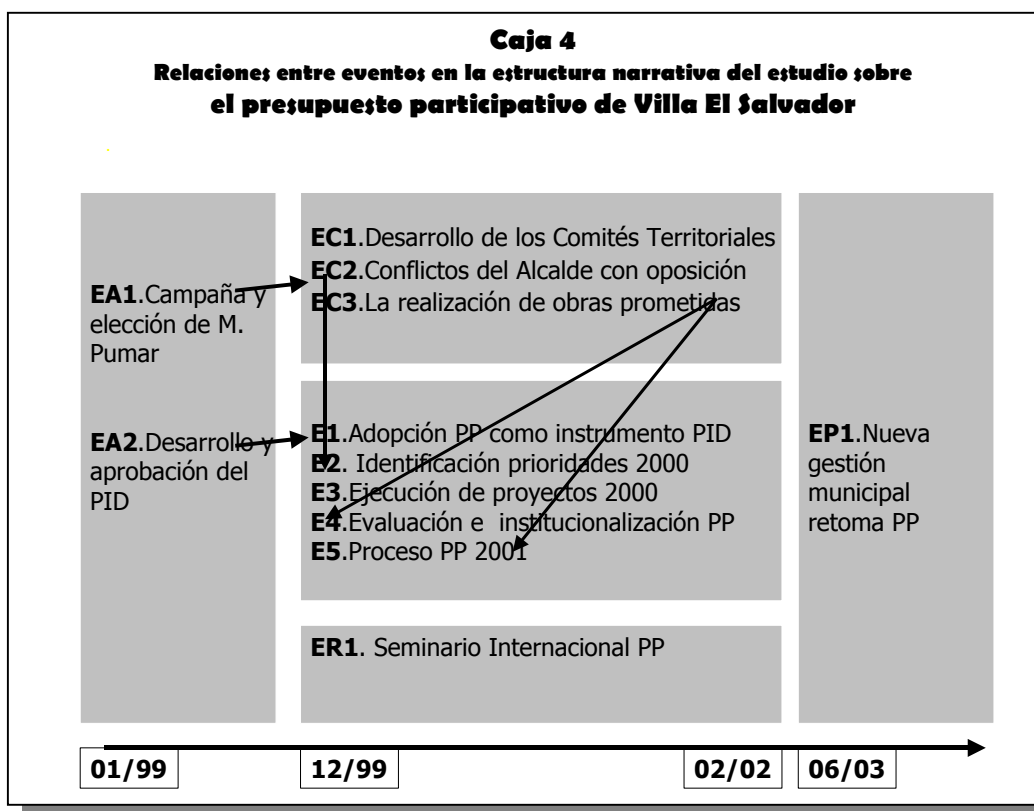 Caja 4
Relaciones entre eventos en la estructura narrativa del estudio sobre
el presupuesto participativo de Villa El Salvador
EA1.Campaña y
elección de M.
Pumar
EA2.Desarrollo y
aprobación del
PID
EC1.Desarrollo de los Comités Territoriales
EC2.Conflictos del Alcalde con oposición
EC3.La realización de obras prometidas
E1.Adopción PP como instrumento PID
E2. Identificación prioridades 2000
E3.Ejecución de proyectos 2000
E4.Evaluación e institucionalización PP
E5.Proceso PP 2001
ER1. Seminario Internacional PP
EP1.Nueva
gestión
municipal
retoma PP
01/99
12/99
02/02
06/03